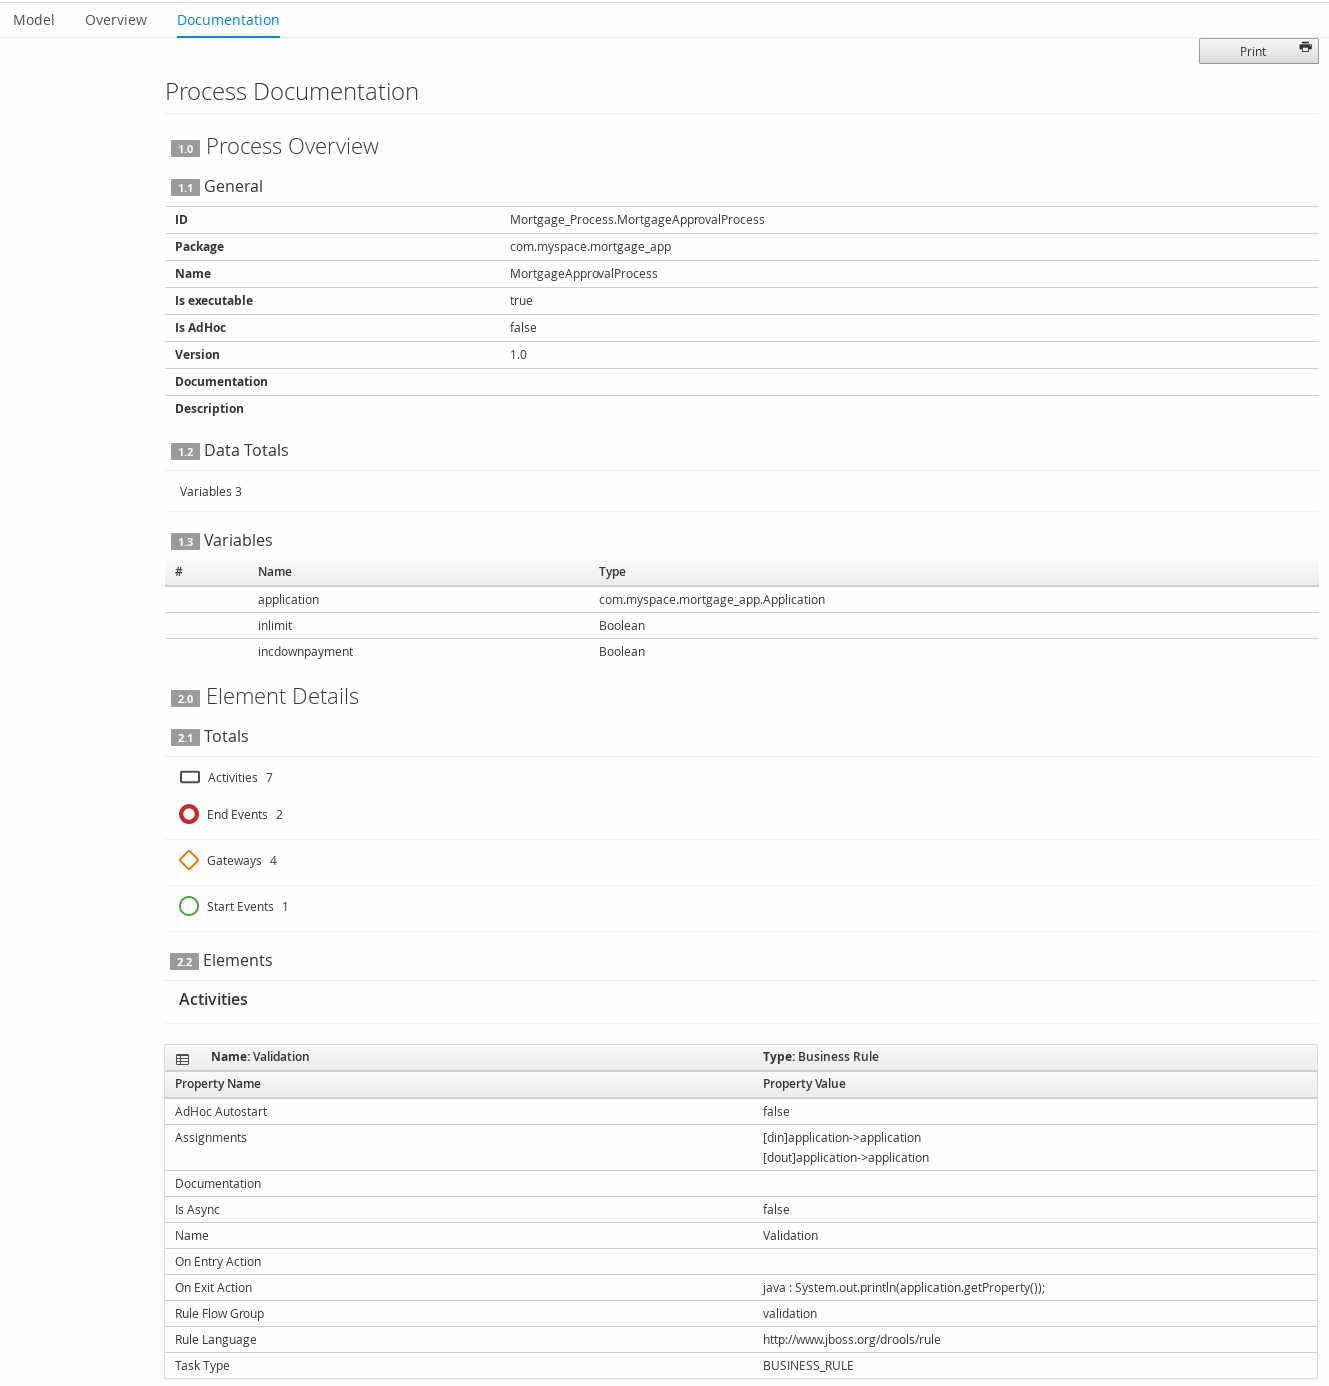 Model Overview Documentation
Print
Process Documentation
1.0 Process Overview
1.1 General
ID Mortgage_Process.MortgageApprovalProcess
Package com.myspace.mortgage_app
Name MortgageApprovalProcess
Is executable true
Is AdHoc false
Version 1.0
Documentation
Description
1.2 Data Totals
Variables 3
1.3 Variables
# Name Type
application com.myspace.mortgage_app.Application
inlimit Boolean
incdownpayment Boolean
2.0 Element Details
2.1 Totals
Activities 7
End Events 2
Gateways 4
Start Events 1
2.2 Elements
Activities
Name: Validation Type: Business Rule
Property Name Property Value
AdHoc Autostart false
Assignments [din]application->application
[dout]application->application
Documentation
Is Async false
Name Validation
On Entry Action
On Exit Action java : System.out.println(application.getProperty());
Rule Flow Group validation
Rule Language http://www.jboss.org/drools/rule
Task Type BUSINESS_RULE